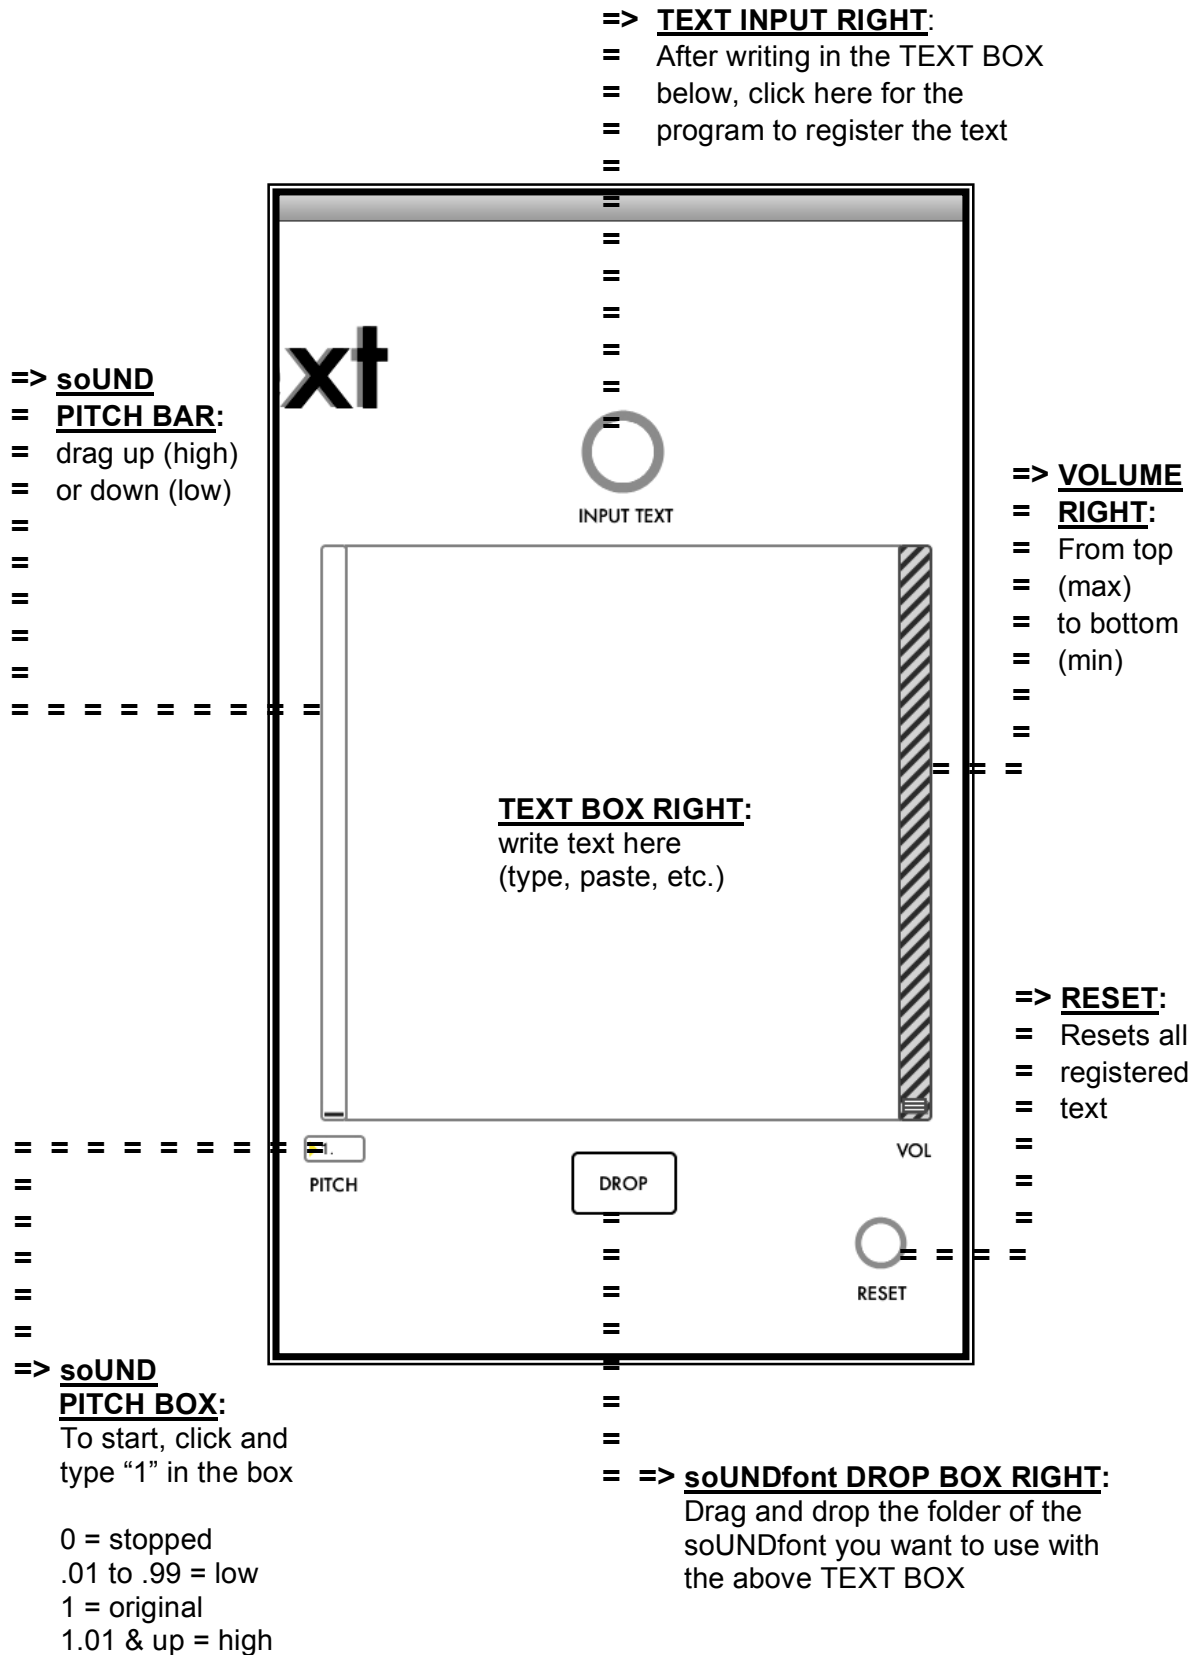 => TEXT INPUT RIGHT:
= After writing in the TEXT BOX
= below, click here for the
= program to register the text
=
=
=
=
=
=
=
=
xt
INPUT TEXT
=> soUND
= PITCH BAR:
= drag up (high)
= or down (low)
=
=
=
=
=
= = = = = = = = =
=> VOLUME
= RIGHT:
= From top
= (max)
= to bottom
= (min)
=
=
= = =
TEXT BOX RIGHT:
write text here
(type, paste, etc.)
=> RESET:
= Resets all
= registered
= text
=
=
=
= = = =
VOL
= = = = = = = = =
1.
PITCH
=
=
=
=
=
DROP
RESET
=> soUND
PITCH BOX:
To start, click and
type “1” in the box
0 = stopped
.01 to .99 = low
1 = original
1.01 & up = high
=
=
=
=
=
=
=
= => soUNDfont DROP BOX RIGHT:
Drag and drop the folder of the
soUNDfont you want to use with
the above TEXT BOX